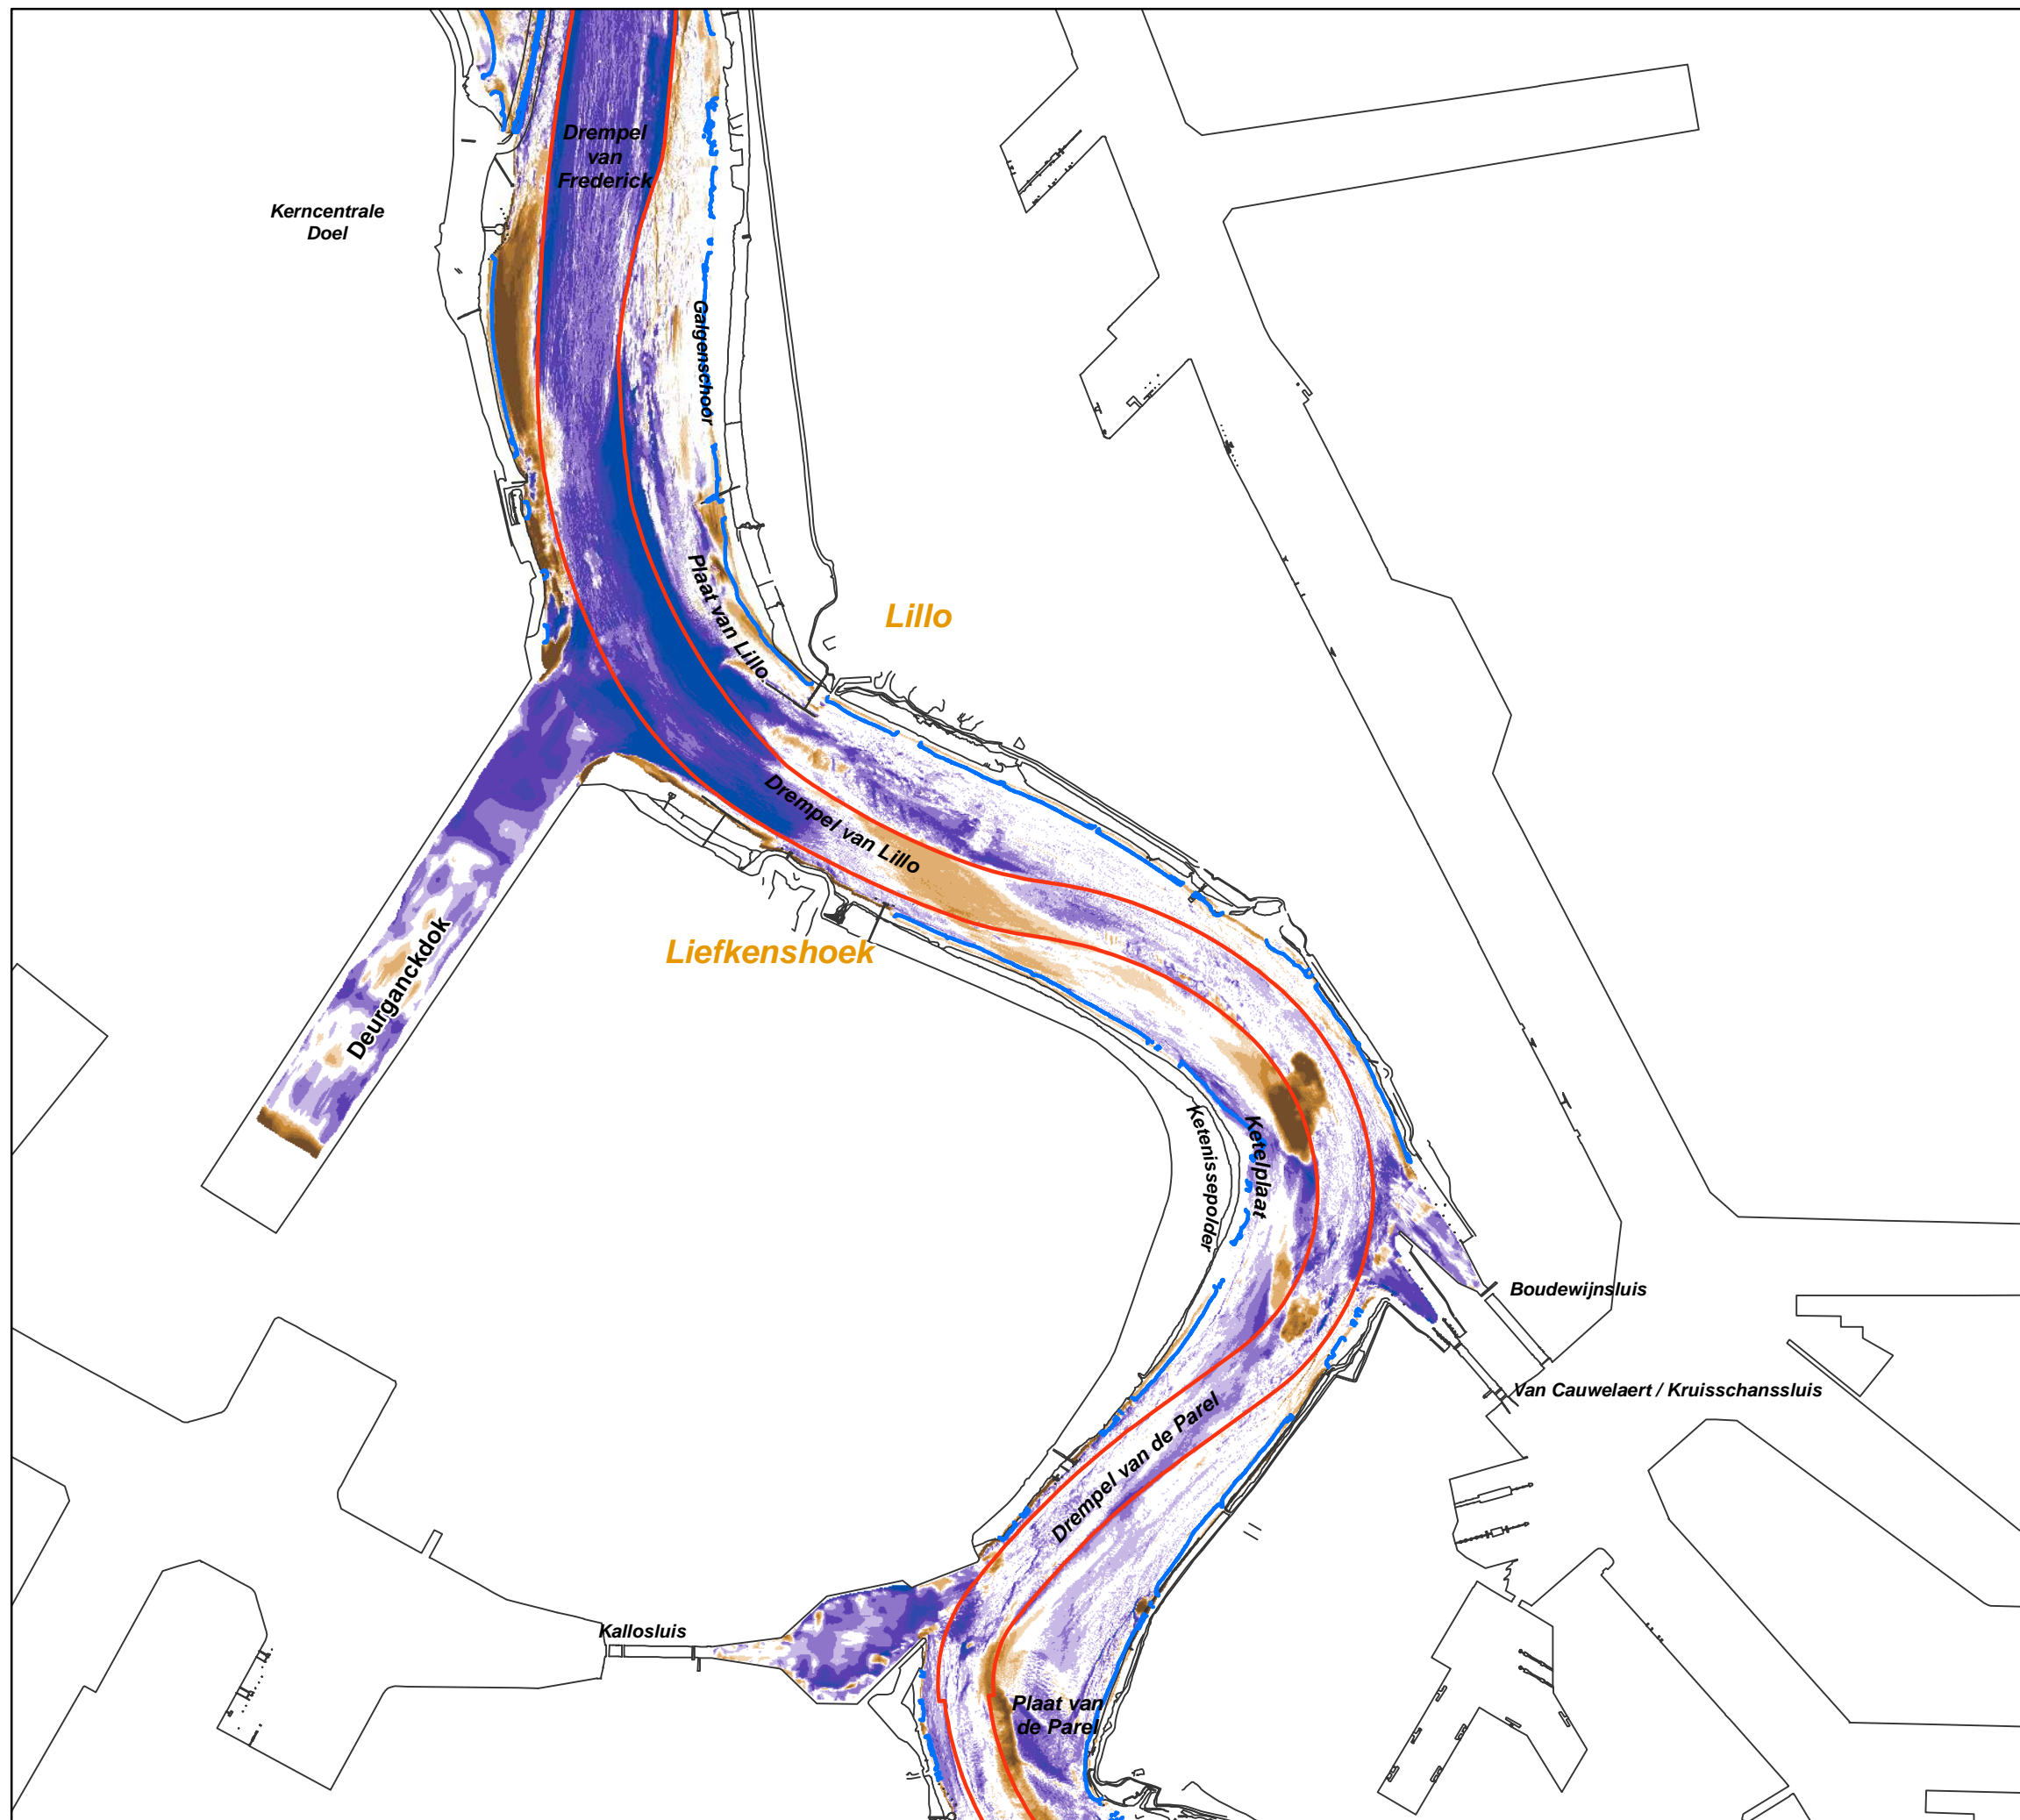 Drempel
van
Frederick
Kerncentrale
Doel
Galgenschoor
Plaat van Lillo
Lillo
Drempel van Lillo
Liefkenshoek
Deurganckdok
Ketenissepolder
Ketelplaat
Boudewijnsluis
Van Cauwelaert / Kruisschanssluis
Drempel van de Parel
Kallosluis
Plaat van
de Parel